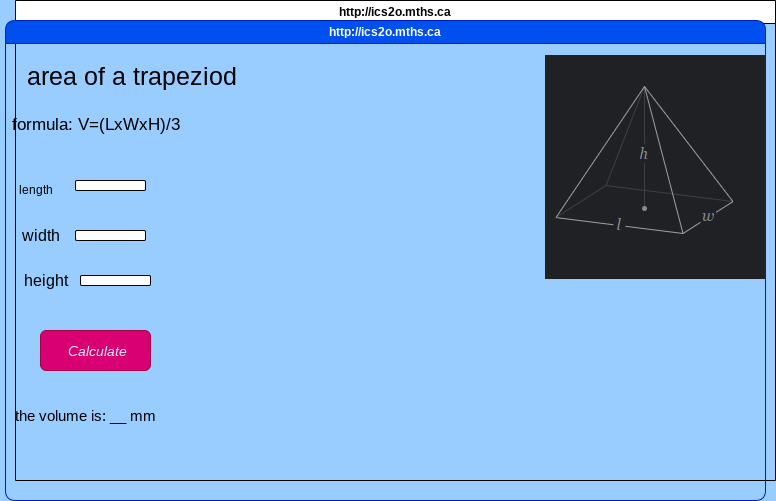 http://ics2o.mths.ca
http://ics2o.mths.ca
area of a trapeziod
formula: V=(LxWxH)/3
h
w
l
length
width
height
Calculate
the volume is: __ mm